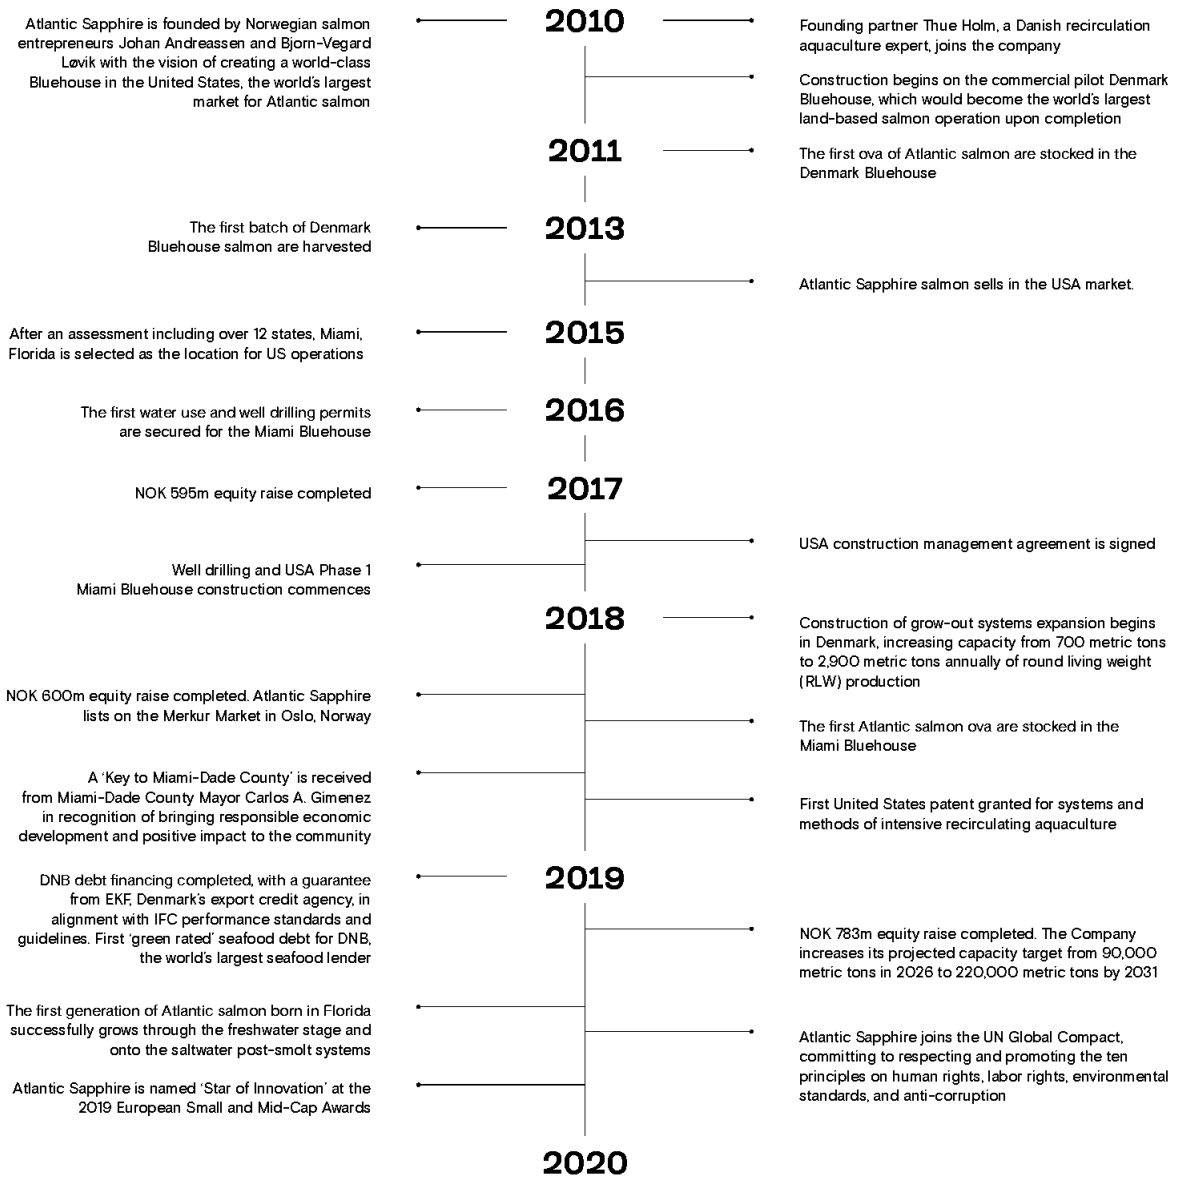 2010
Atlantic Sapphire is founded by Norwegian salmon
entrepreneurs Johan Andreassen and Bjorn-Vegard
Løvik with the vision of creating a world-class
Bluehouse in the United States, the world's largest
market for Atlantic salmon
Founding partner Thue Holm, a Danish recirculation
aquaculture expert, joins the company
Construction begins on the commercial pilot Denmark
Bluehouse, which would become the world's largest
land-based salmon operation upon completion
2011
The first ova of Atlantic salmon are stocked in the
Denmark Bluehouse
2013
The first batch of Denmark
Bluehouse salmon are harvested
Atlantic Sapphire salmon sells in the USA market.
2015
After an assessment including over 12 states, Miami,
Florida is selected as the location for US operations
2016
The first water use and well drilling permits
are secured for the Miami Bluehouse
2017
NOK 595m equity raise completed
USA construction management agreement is signed
Well drilling and USA Phase 1
Miami Bluehouse construction commences
2018
Construction of grow-out systems expansion begins
in Denmark, increasing capacity from 700 metric tons
to 2,900 metric tons annually of round living weight
(RLW) production
NOK 600m equity raise completed. Atlantic Sapphire
lists on the Merkur Market in Oslo, Norway
The first Atlantic salmon ova are stocked in the
Miami Bluehouse
A 'Key to Miami-Dade County' is received
from Miami-Dade County Mayor Carlos A. Gimenez
in recognition of bringing responsible economic
development and positive impact to the community
First United States patent granted for systems and
methods of intensive recirculating aquaculture
2019
DNB debt financing completed, with a guarantee
from EKF, Denmark's export credit agency, in
alignment with IFC performance standards and
guidelines. First 'green rated' seafood debt for DNB,
the world's largest seafood lender
NOK 783m equity raise completed. The Company
increases its projected capacity target from 90,000
metric tons in 2026 to 220,000 metric tons by 2031
The first generation of Atlantic salmon born in Florida
successfully grows through the freshwater stage and
onto the saltwater post-smolt systems
Atlantic Sapphire joins the UN Global Compact,
committing to respecting and promoting the ten
principles on human rights, labor rights, environmental
standards, and anti-corruption
Atlantic Sapphire is named 'Star of Innovation' at the
2019 European Small and Mid-Cap Awards
2020